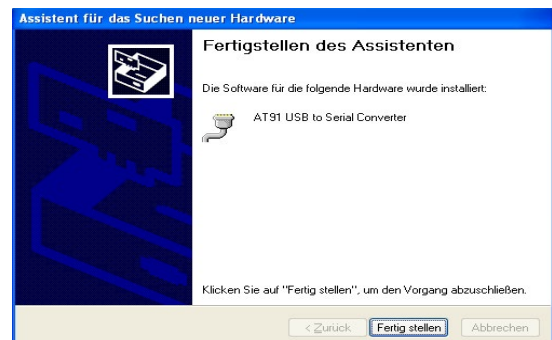 Assistent für das Suchen neuer Hardware
Fertigstellen des Assistenten
Die Software für die folgende Hardware wurde installiert:
AT91 USB to Serial Converter
Klicken Sie auf "Fertig stellen", um den Vorgang abzuschließen.
< Zurück Fertig stellen Abbrechen